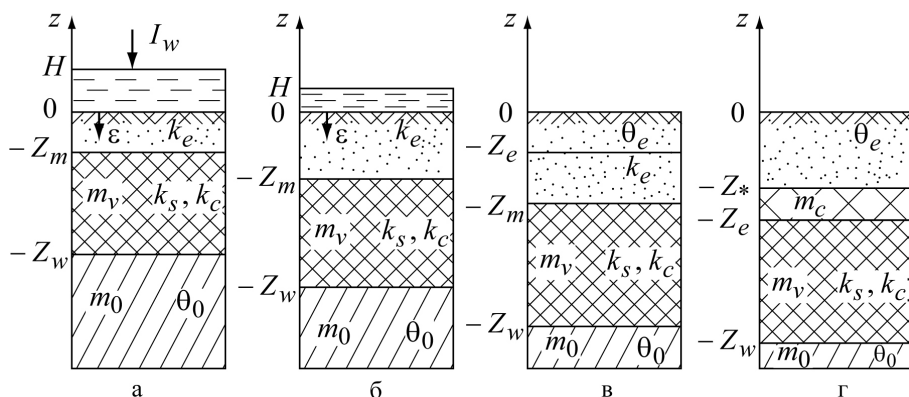 z
I_w
H
0
ε
k_e
− Z_m
m_v
k_s, k_c
− Z_w
m_0
θ_0
а
z
H
0
ε
k_e
− Z_m
m_v
k_s, k_c
− Z_w
m_0
θ_0
б
z
0
θ_e
− Z_e
k_e
− Z_m
m_v
k_s, k_c
− Z_w
m_0
θ_0
в
z
0
θ_e
− Z_*
m_c
− Z_e
m_v
k_s, k_c
− Z_w
m_0
θ_0
г